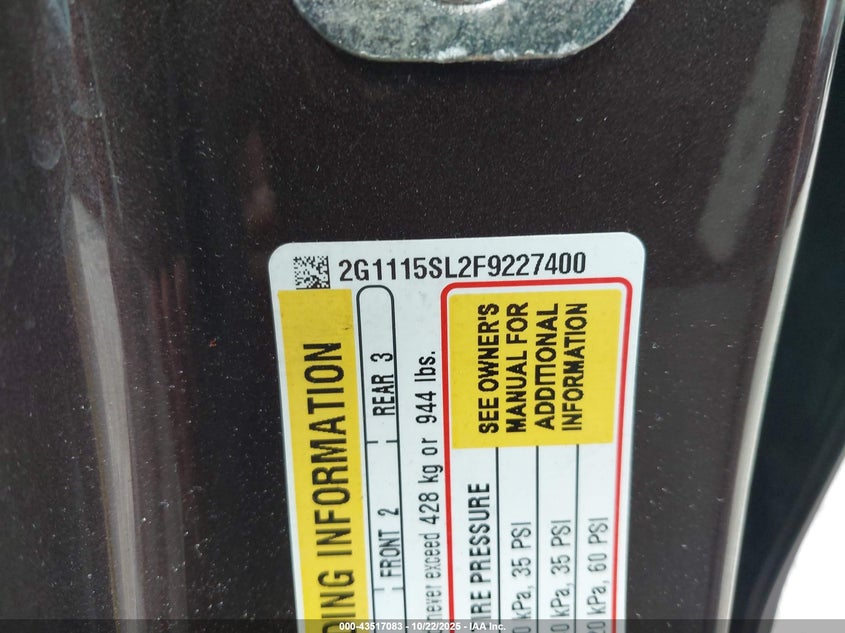 2G1115SL2F9227400
DING INFORMATION
FRONT 2
REAR 3
never exceed 428 kg or 944 lbs.
RE PRESSURE
SEE OWNER'S
MANUAL FOR
ADDITIONAL
INFORMATION
kPa, 35 PSI
kPa, 35 PSI
kPa, 60 PSI
000-43517083 - 10/22/2025 - IAA Inc.